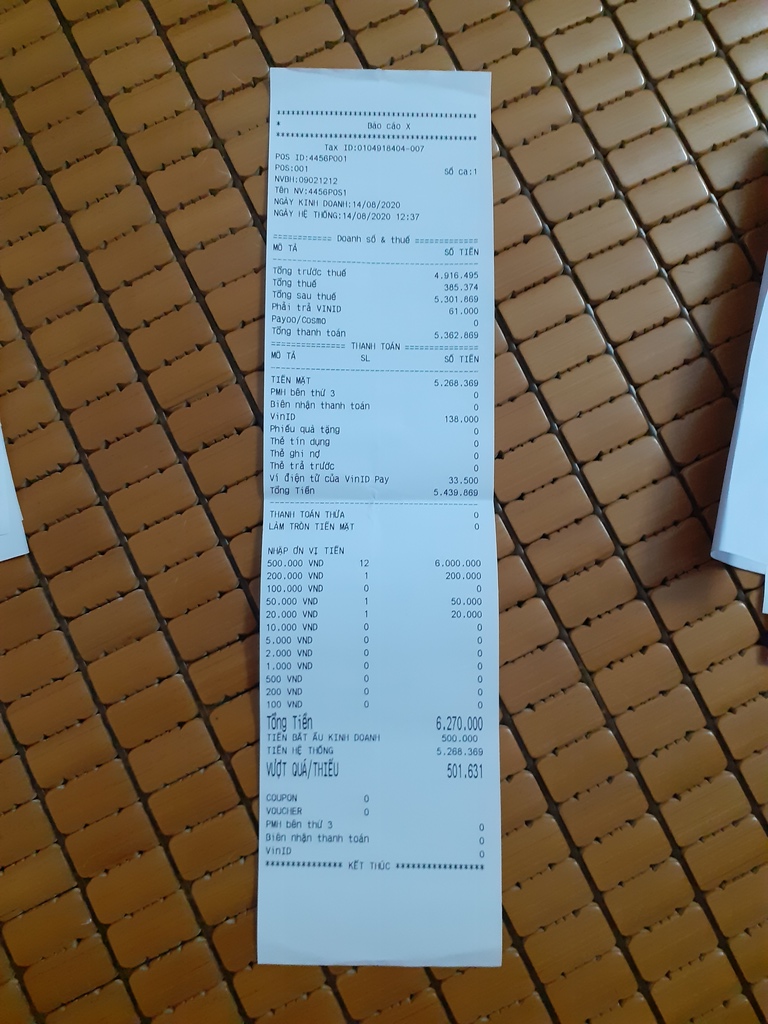 ****************************************
* Báo cáo X
****************************************
Tax ID:0104918404-007
POS ID:4456P001
POS:001 Số ca:1
NVBH:09021212
Tên NV:4456POS1
NGÀY KINH DOANH:14/08/2020
NGÀY HỆ THỐNG:14/08/2020 12:37
============ Doanh số & thuế =============
MÔ TẢ SỐ TIỀN
Tổng trước thuế 4.916.495
Tổng thuế 385.374
Tổng sau thuế 5.301.869
Phải trả VINID 61.000
Payoo/Cosmo 0
Tổng thanh toán 5.362.869
=============== THANH TOÁN ===============
MÔ TẢ SL SỐ TIỀN
TIỀN MẶT 5.268.369
PMH bên thứ 3 0
Biên nhận thanh toán 0
VinID 138.000
Phiếu quà tặng 0
Thẻ tín dụng 0
Thẻ ghi nợ 0
Thẻ trả trước 0
Ví điện tử của VinID Pay 33.500
Tổng Tiền 5.439.869
THANH TOÁN THỪA 0
LÀM TRÒN TIỀN MẶT 0
NHẬP ƠN VỊ TIỀN
500.000 VND 12 6.000.000
200.000 VND 1 200.000
100.000 VND 0 0
50.000 VND 1 50.000
20.000 VND 1 20.000
10.000 VND 0 0
5.000 VND 0 0
2.000 VND 0 0
1.000 VND 0 0
500 VND 0 0
200 VND 0 0
100 VND 0 0
Tổng Tiền 6.270.000
TIỀN BẮT ẦU KINH DOANH 500.000
TIỀN HỆ THỐNG 5.268.369
VƯỢT QUÁ/THIẾU 501.631
COUPON 0
VOUCHER 0
PMH bên thứ 3 0
Biên nhận thanh toán 0
VinID 0
*************** KẾT THÚC *****************